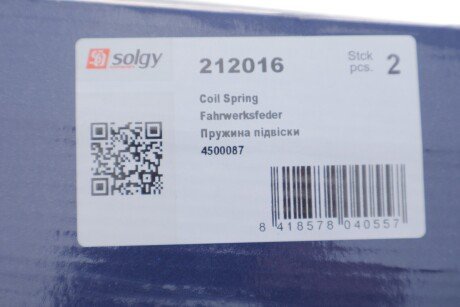 solgy
212016
Stck
pcs. 2
Coil Spring
Fahrwerksfeder
Пружина підвіски
4500087
8 418578 040557